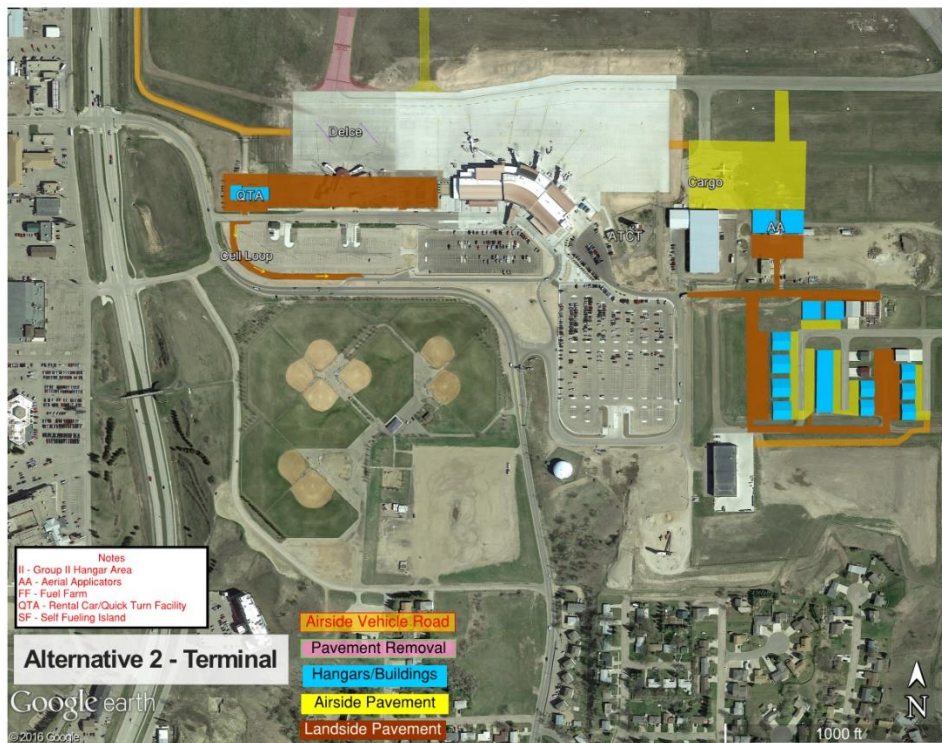 Deice
QTA
Cargo
AA
ATCT
Cell Loop
Notes
II - Group II Hangar Area
AA - Aerial Applicators
FF - Fuel Farm
QTA - Rental Car/Quick Turn Facility
SF - Self Fueling Island
Alternative 2 - Terminal
Google earth
©2016 Google
Airside Vehicle Road
Pavement Removal
Hangars/Buildings
Airside Pavement
Landside Pavement
N
1000 ft